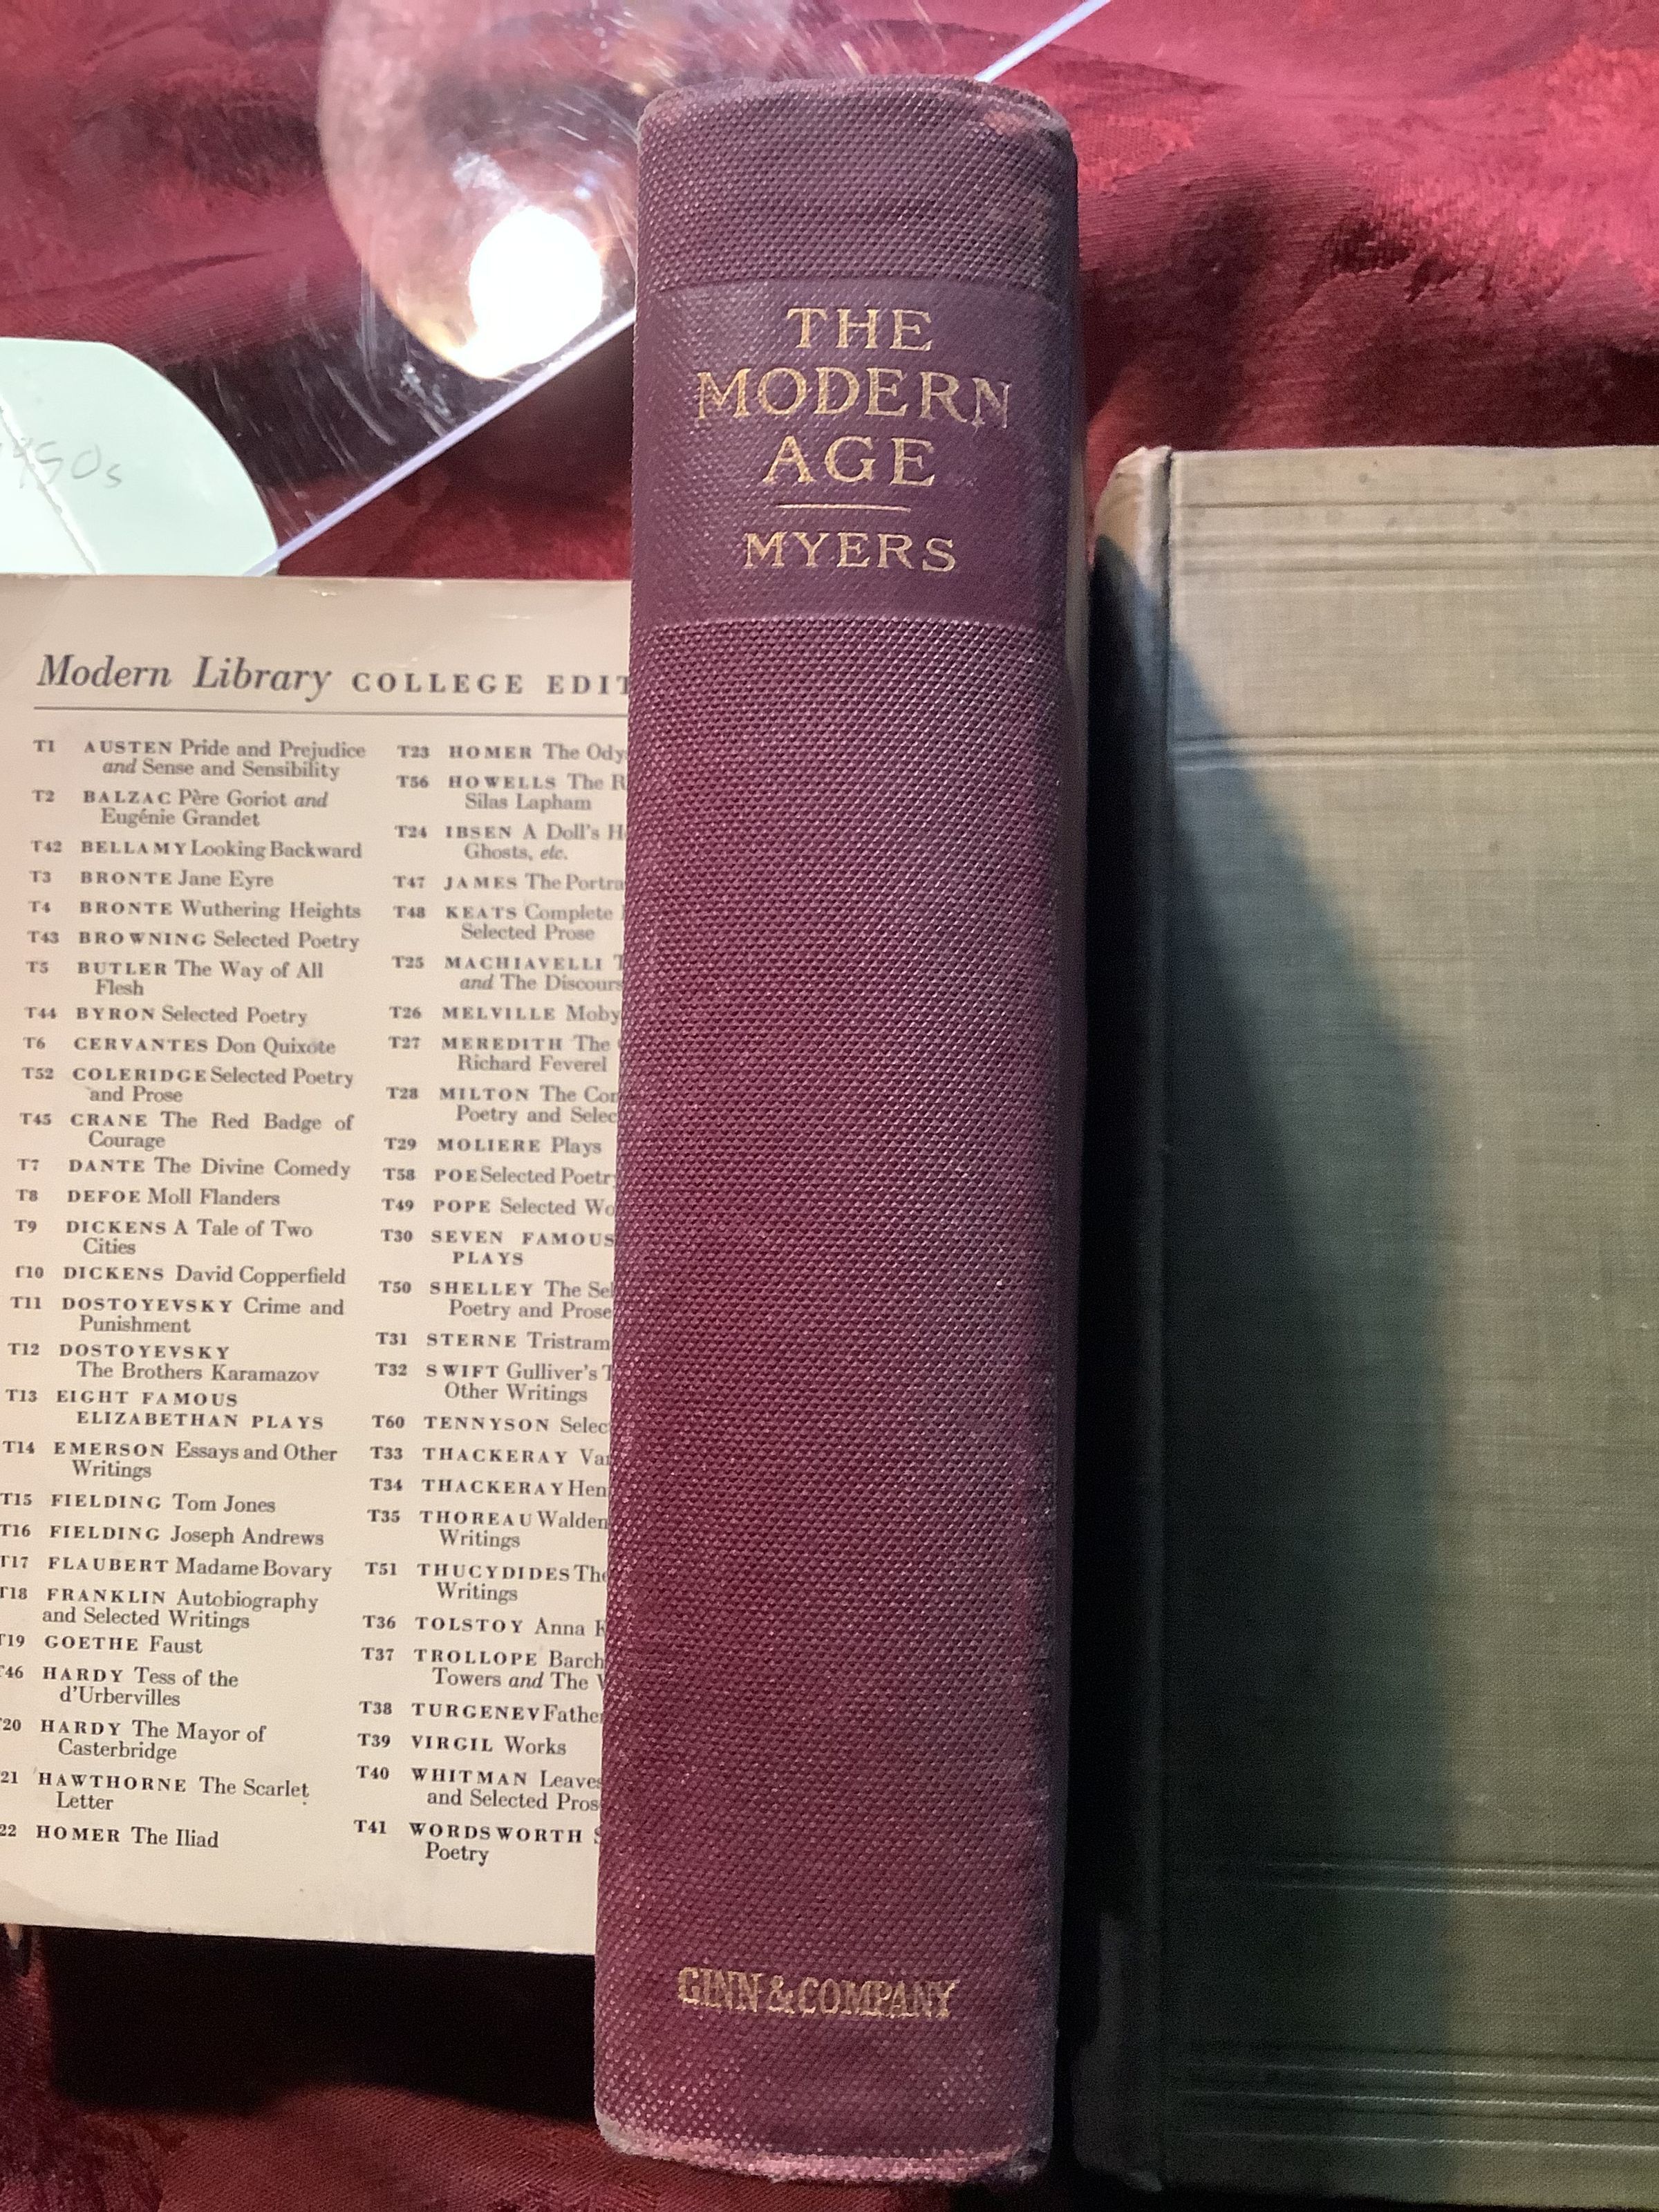 1950s
THE
MODERN
AGE
MYERS
GINN & COMPANY
Modern Library COLLEGE
T1 AUSTEN Pride and Prejudice
and Sense and Sensibility
T2 BALZAC Père Goriot and
Eugénie Grandet
T42 BELLAMY Looking Backward
T3 BRONTE Jane Eyre
T4 BRONTE Wuthering Heights
T43 BROWNING Selected Poetry
T5 BUTLER The Way of All
Flesh
T44 BYRON Selected Poetry
T6 CERVANTES Don Quixote
T52 COLERIDGE Selected Poetry
and Prose
T45 CRANE The Red Badge of
Courage
T7 DANTE The Divine Comedy
T8 DEFOE Moll Flanders
T9 DICKENS A Tale of Two
Cities
T10 DICKENS David Copperfield
T11 DOSTOYEVSKY Crime and
Punishment
T12 DOSTOYEVSKY
The Brothers Karamazov
T13 EIGHT FAMOUS
ELIZABETHAN PLAYS
T14 EMERSON Essays and Other
Writings
T15 FIELDING Tom Jones
T16 FIELDING Joseph Andrews
T17 FLAUBERT Madame Bovary
T18 FRANKLIN Autobiography
and Selected Writings
T19 GOETHE Faust
46 HARDY Tess of the
d'Urbervilles
20 HARDY The Mayor of
Casterbridge
21 HAWTHORNE The Scarlet
Letter
22 HOMER The Iliad
T23 HOMER The
T56 HOWELLS The
Silas Lapham
T24 IBSEN A Doll's
Ghosts, etc.
T47 JAMES The
T48 KEATS Complete
Selected Prose
T25 MACHIAVELLI
and The
T26 MELVILLE Moby
T27 MEREDITH The
Richard Feverel
T28 MILTON The
Poetry and
T29 MOLIERE Plays
T58 POE Selected
T49 POPE Selected
T30 SEVEN FAMOUS
PLAYS
T50 SHELLEY The
Poetry and Prose
T31 STERNE Tristram
T32 SWIFT Gulliver's
Other Writings
T60 TENNYSON
T33 THACKERAY
T34 THACKERAY
T35 THOREAU Walden
Writings
T51 THUCYDIDES The
Writings
T36 TOLSTOY Anna
T37 TROLLOPE
Towers and The
T38 TURGENEV
T39 VIRGIL Works
T40 WHITMAN Leaves
and Selected
T41 WORDSWORTH
Poetry